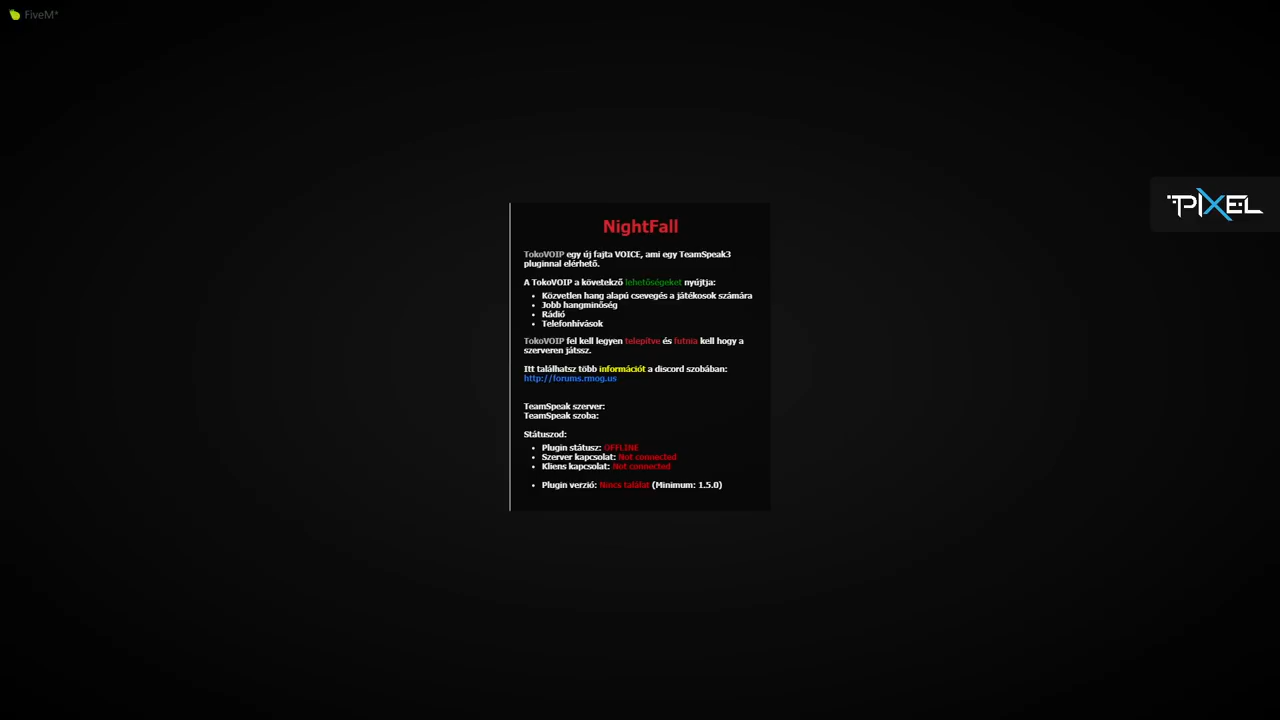 FiveM*
PIXEL
NightFall
TokoVOIP egy új fajta VOICE, ami egy TeamSpeak3
pluginnal elérhető.
A TokoVOIP a követekző lehetőségeket nyújtja:
• Közvetlen hang alapú csevegés a játékosok számára
• Jobb hangminőség
• Rádió
• Telefonhívások
TokoVOIP fel kell legyen telepítve és futnia kell hogy a
szerveren játssz.
Itt találhatsz több információt a discord szobában:
http://forums.rmog.us
TeamSpeak szerver:
TeamSpeak szoba:
Státuszod:
• Plugin státusz: OFFLINE
• Szerver kapcsolat: Not connected
• Kliens kapcsolat: Not connected
• Plugin verzió: Nincs találat (Minimum: 1.5.0)